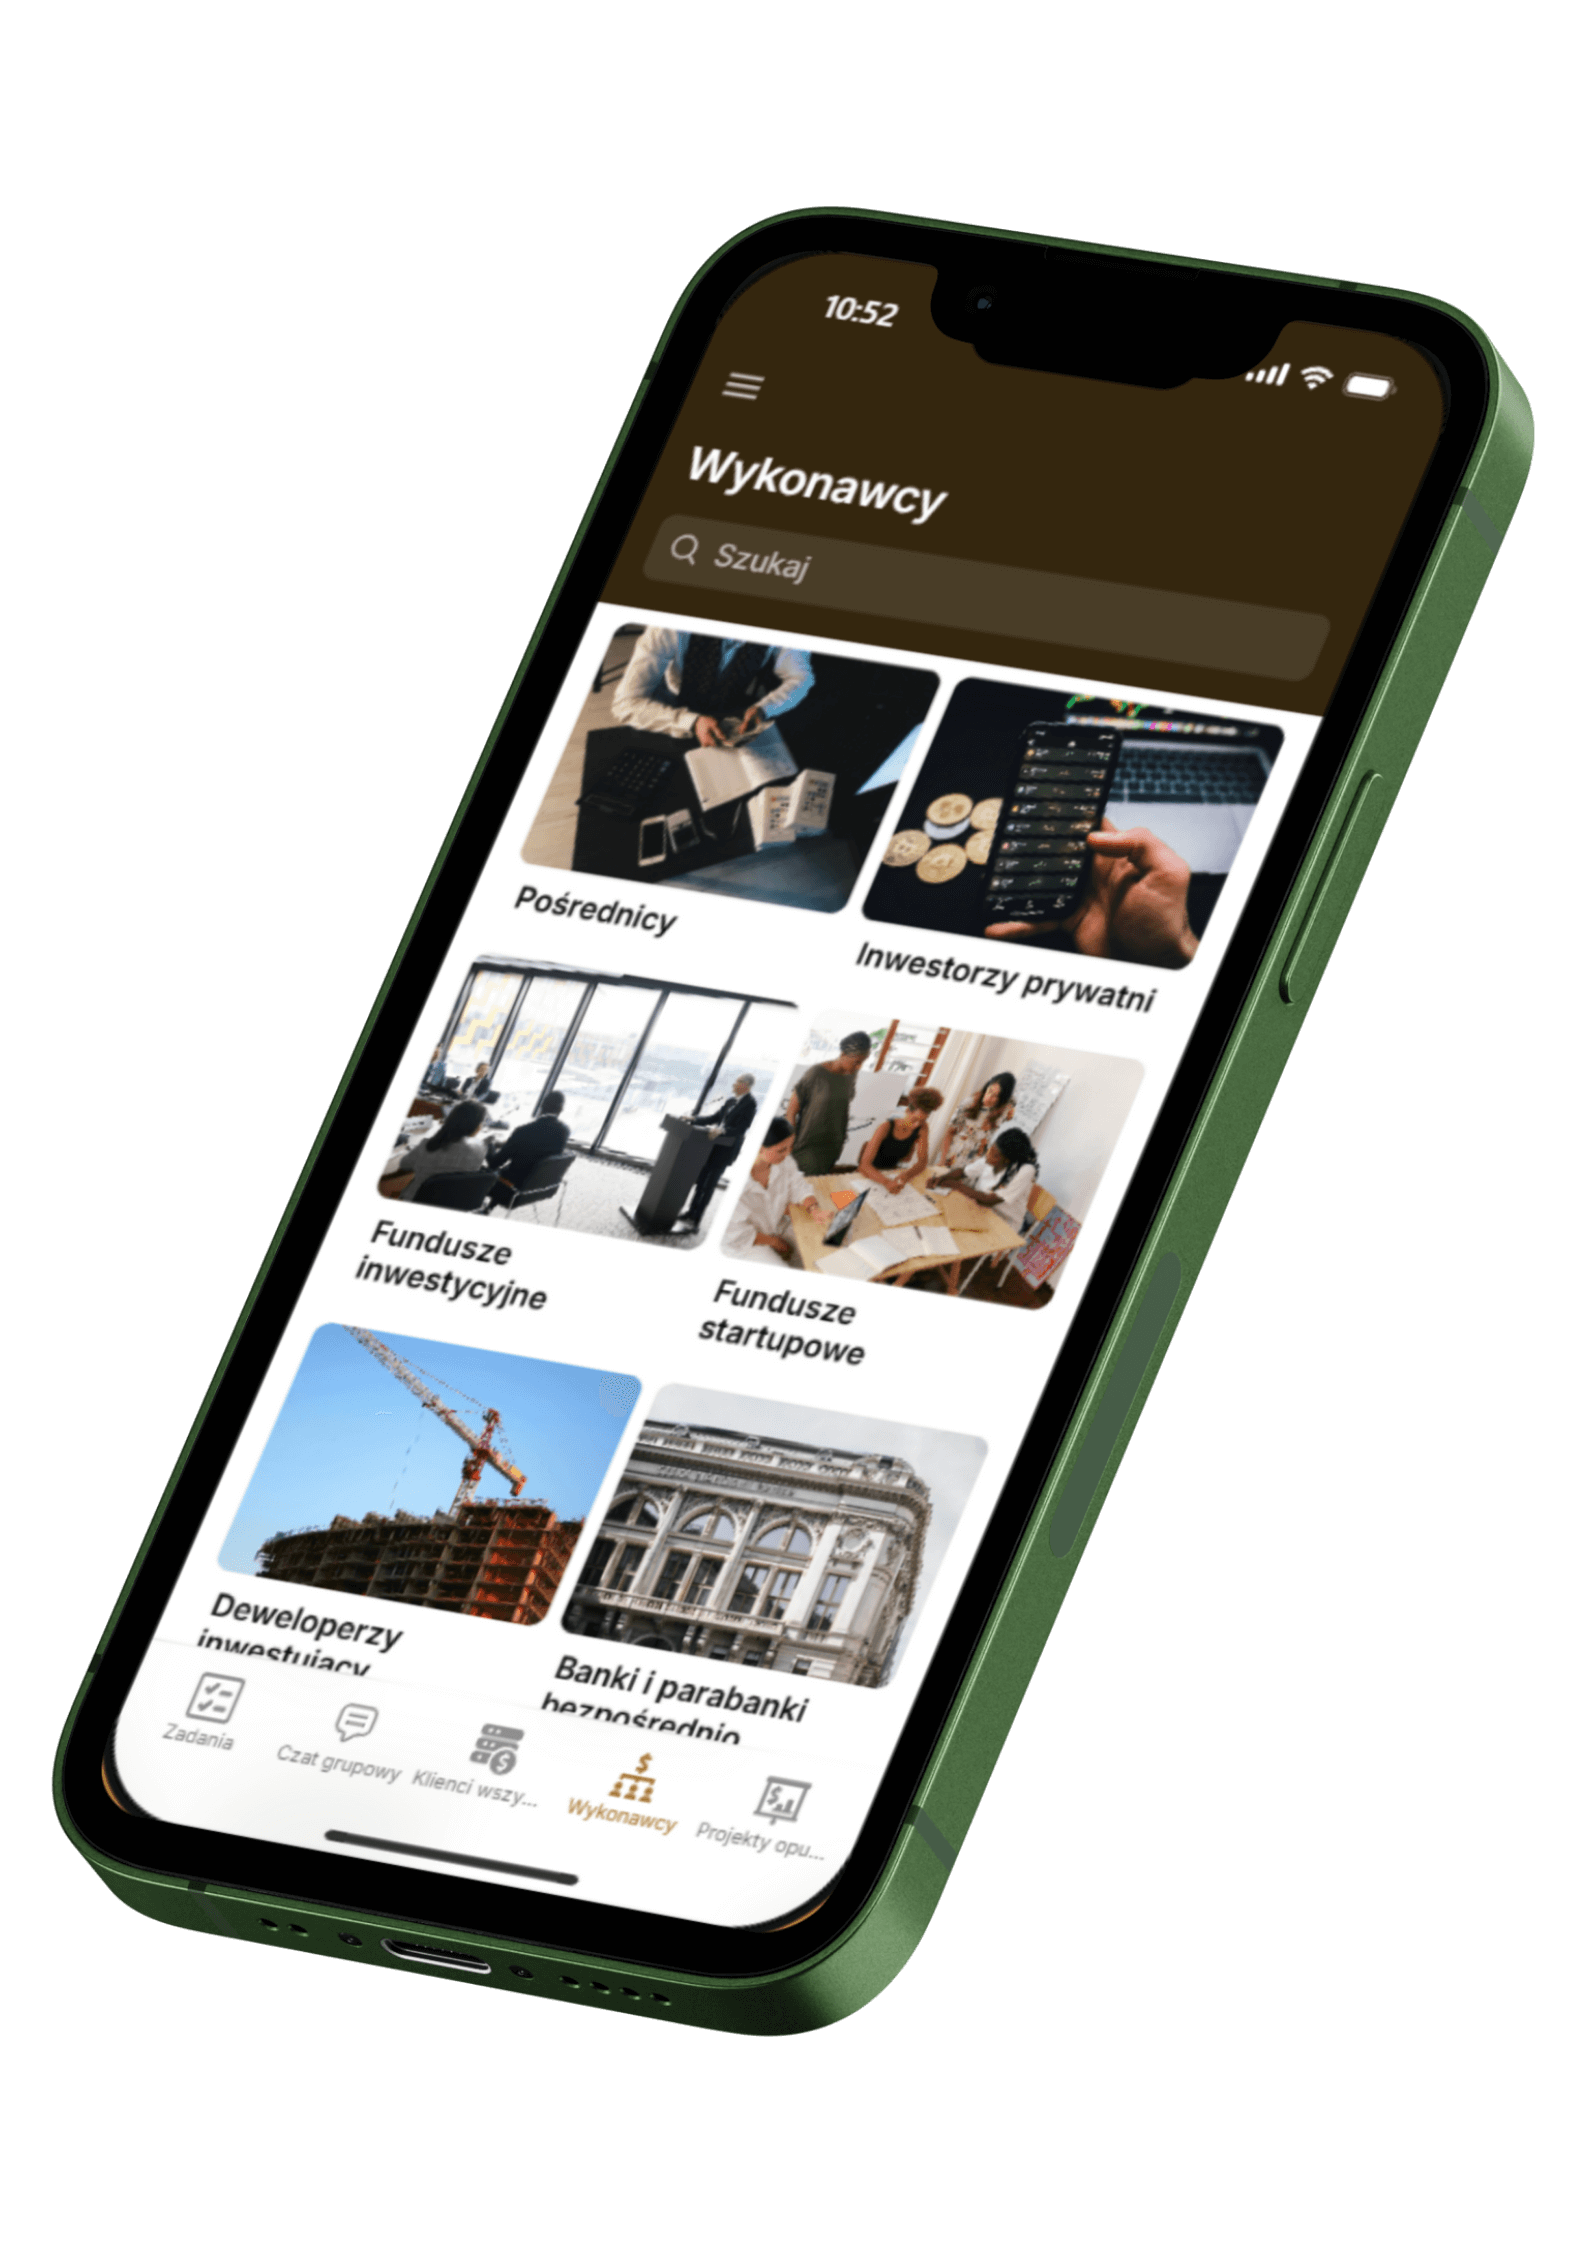 10:52
Wykonawcy
Szukaj
Pośrednicy
Inwestorzy prywatni
Fundusze
inwestycyjne
Fundusze
startupowe
Deweloperzy
inwestujący
Banki i parabanki
bezpośrednio
Zadania
Czat grupowy
Klienci wszy...
Wykonawcy
Projekty opu...